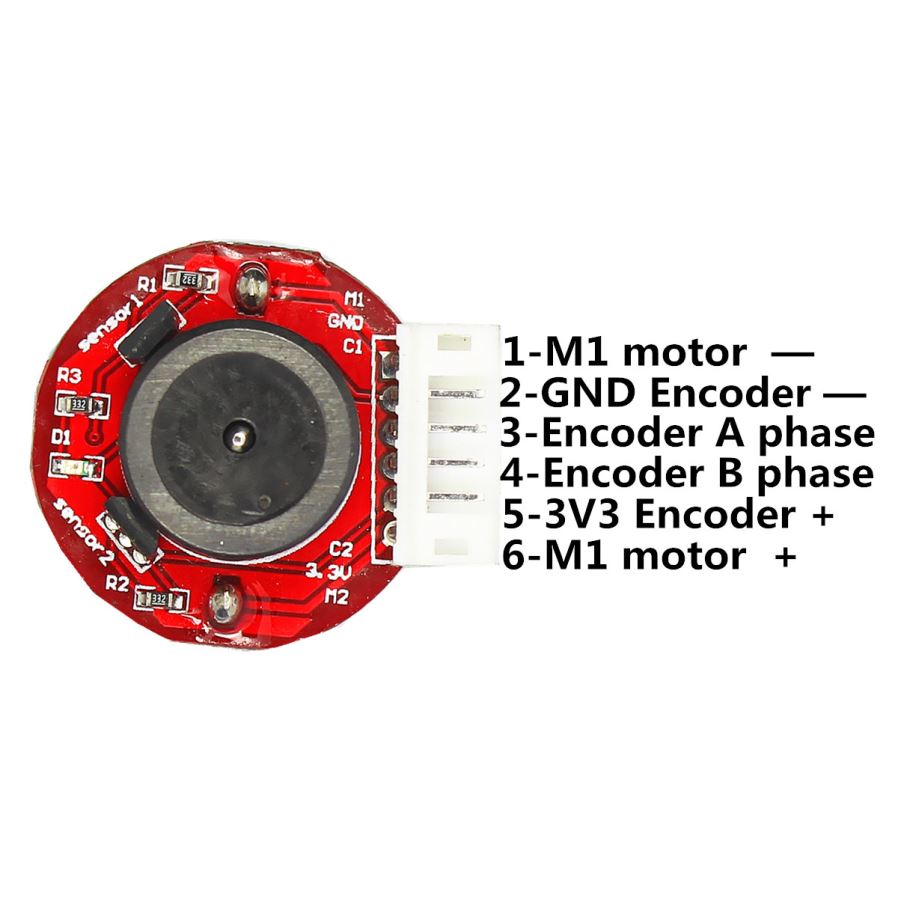 R1
332
M1
GND
C1
sensor1
R3
332
D1
sensor2
C2
3.3V
M2
R2
332
+
1-M1 motor —
2-GND Encoder —
3-Encoder A phase
4-Encoder B phase
5-3V3 Encoder +
6-M1 motor +